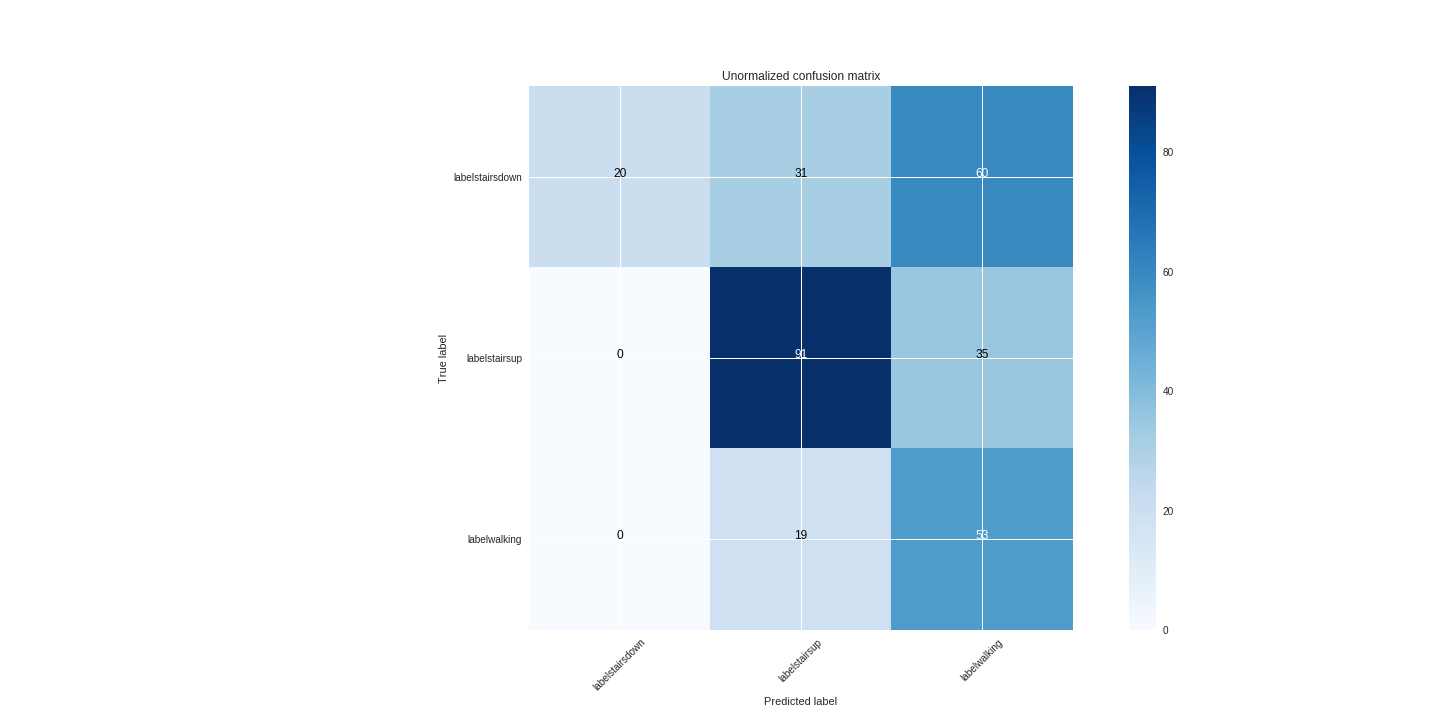 Unormalized confusion matrix
labelstairsdown
20
31
60
labelstairsup
0
91
35
labelwalking
0
19
53
True label
labelstairsdown
labelstairsup
labelwalking
Predicted label
80
60
40
20
0